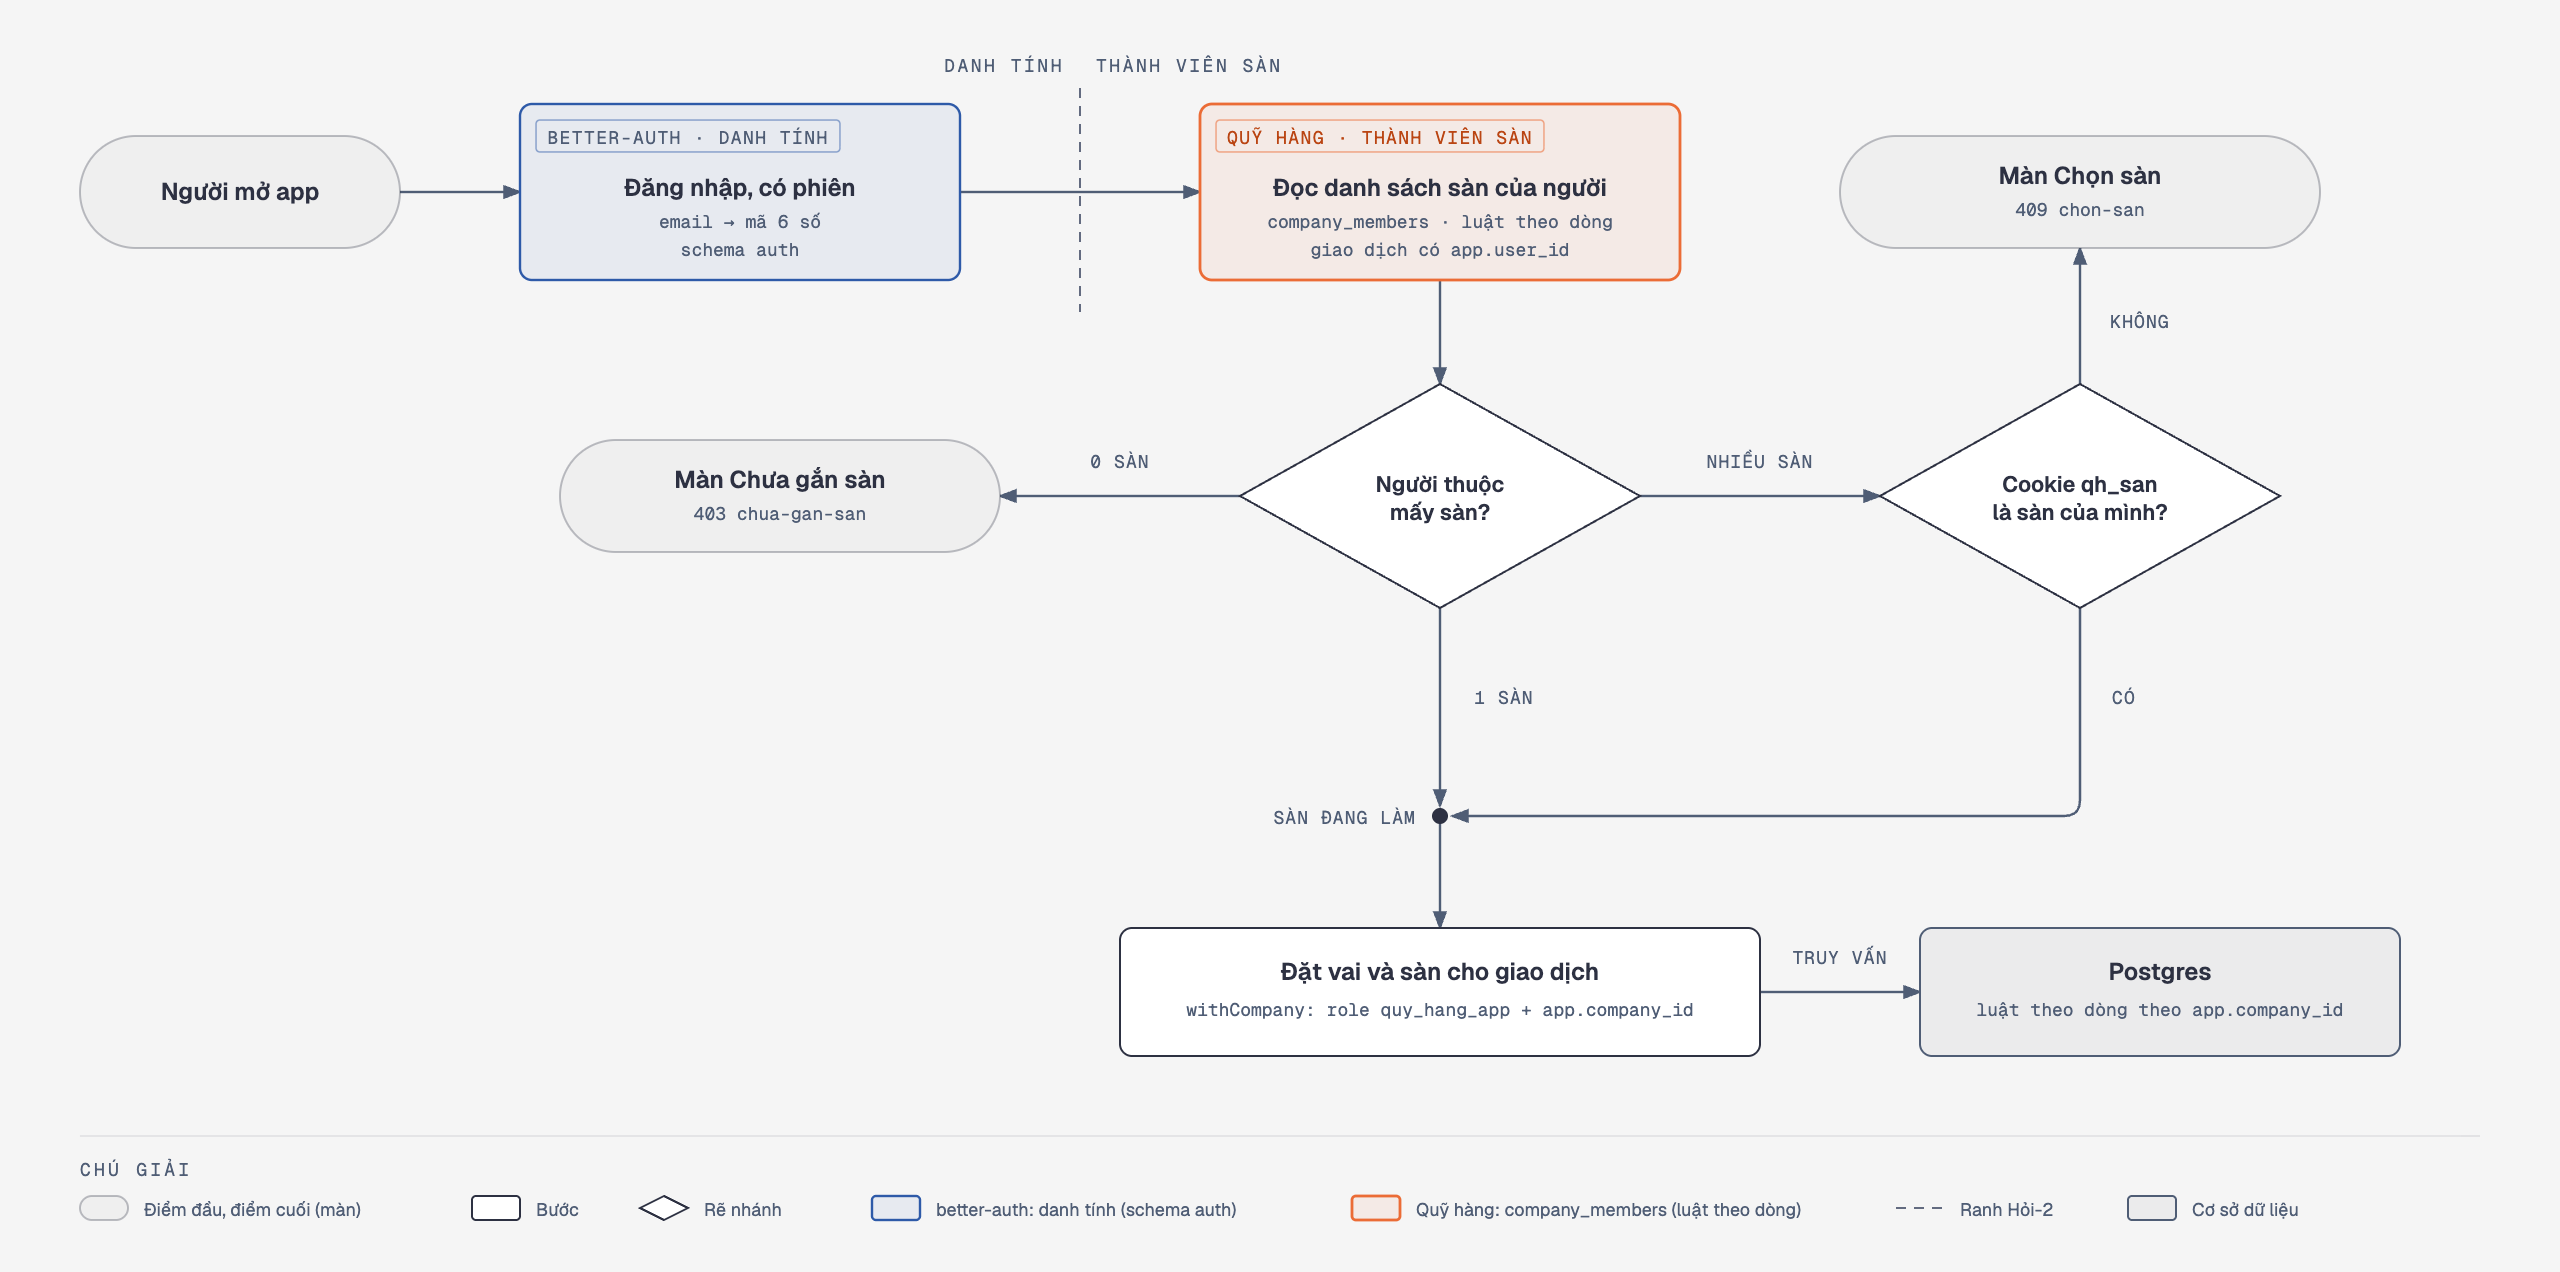 DANH TÍNH
THÀNH VIÊN SÀN
Người mở app
BETTER-AUTH · DANH TÍNH
Đăng nhập, có phiên
email → mã 6 số
schema auth
QUỸ HÀNG · THÀNH VIÊN SÀN
Đọc danh sách sàn của người
company_members · luật theo dòng
giao dịch có app.user_id
Màn Chọn sàn
409 chon-san
KHÔNG
Màn Chưa gắn sàn
403 chua-gan-san
0 SÀN
Người thuộc
mấy sàn?
NHIỀU SÀN
Cookie qh_san
là sàn của mình?
1 SÀN
CÓ
SÀN ĐANG LÀM
Đặt vai và sàn cho giao dịch
withCompany: role quy_hang_app + app.company_id
TRUY VẤN
Postgres
luật theo dòng theo app.company_id
CHÚ GIẢI
Điểm đầu, điểm cuối (màn)
Bước
Rẽ nhánh
better-auth: danh tính (schema auth)
Quỹ hàng: company_members (luật theo dòng)
Ranh Hỏi-2
Cơ sở dữ liệu